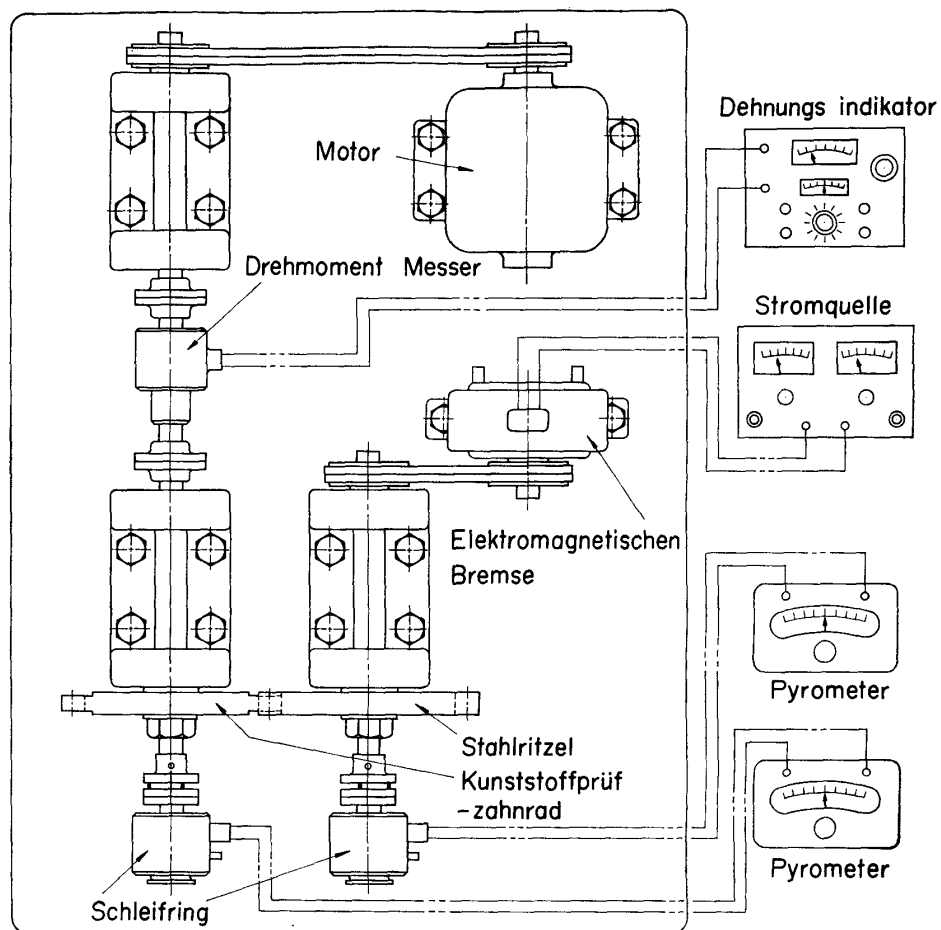 Dehnungs indikator
Motor
Drehmoment Messer
Stromquelle
Elektromagnetischen
Bremse
Pyrometer
Stahlritzel
Kunststoffprüf
-zahnrad
Pyrometer
Schleifring